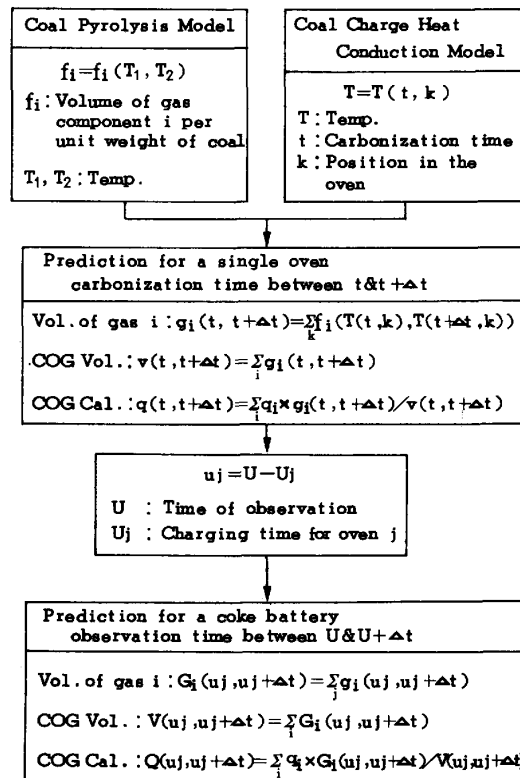 Coal Pyrolysis Model
fi=fi(T1,T2)
fi:Volume of gas
component i per
unit weight of coal
T1,T2:Temp.
Coal Charge Heat
Conduction Model
T=T(t,k)
T:Temp.
t:Carbonization time
k:Position in the
oven
Prediction for a single oven
carbonization time between t&t+Δt
Vol.of gas i:gi(t,t+Δt)=Σk fi(T(t,k),T(t+Δt,k))
COG Vol.:v(t,t+Δt)=Σi gi(t,t+Δt)
COG Cal.:q(t,t+Δt)=Σi qi×gi(t,t+Δt)/v(t,t+Δt)
uj=U−Uj
U : Time of observation
Uj : Charging time for oven j
Prediction for a coke battery
observation time between U&U+Δt
Vol.of gas i:Gi(uj,uj+Δt)=Σj gi(uj,uj+Δt)
COG Vol.:V(uj,uj+Δt)=Σi Gi(uj,uj+Δt)
COG Cal.:Q(uj,uj+Δt)=Σi qi×Gi(uj,uj+Δt)/V(uj,uj+Δt)